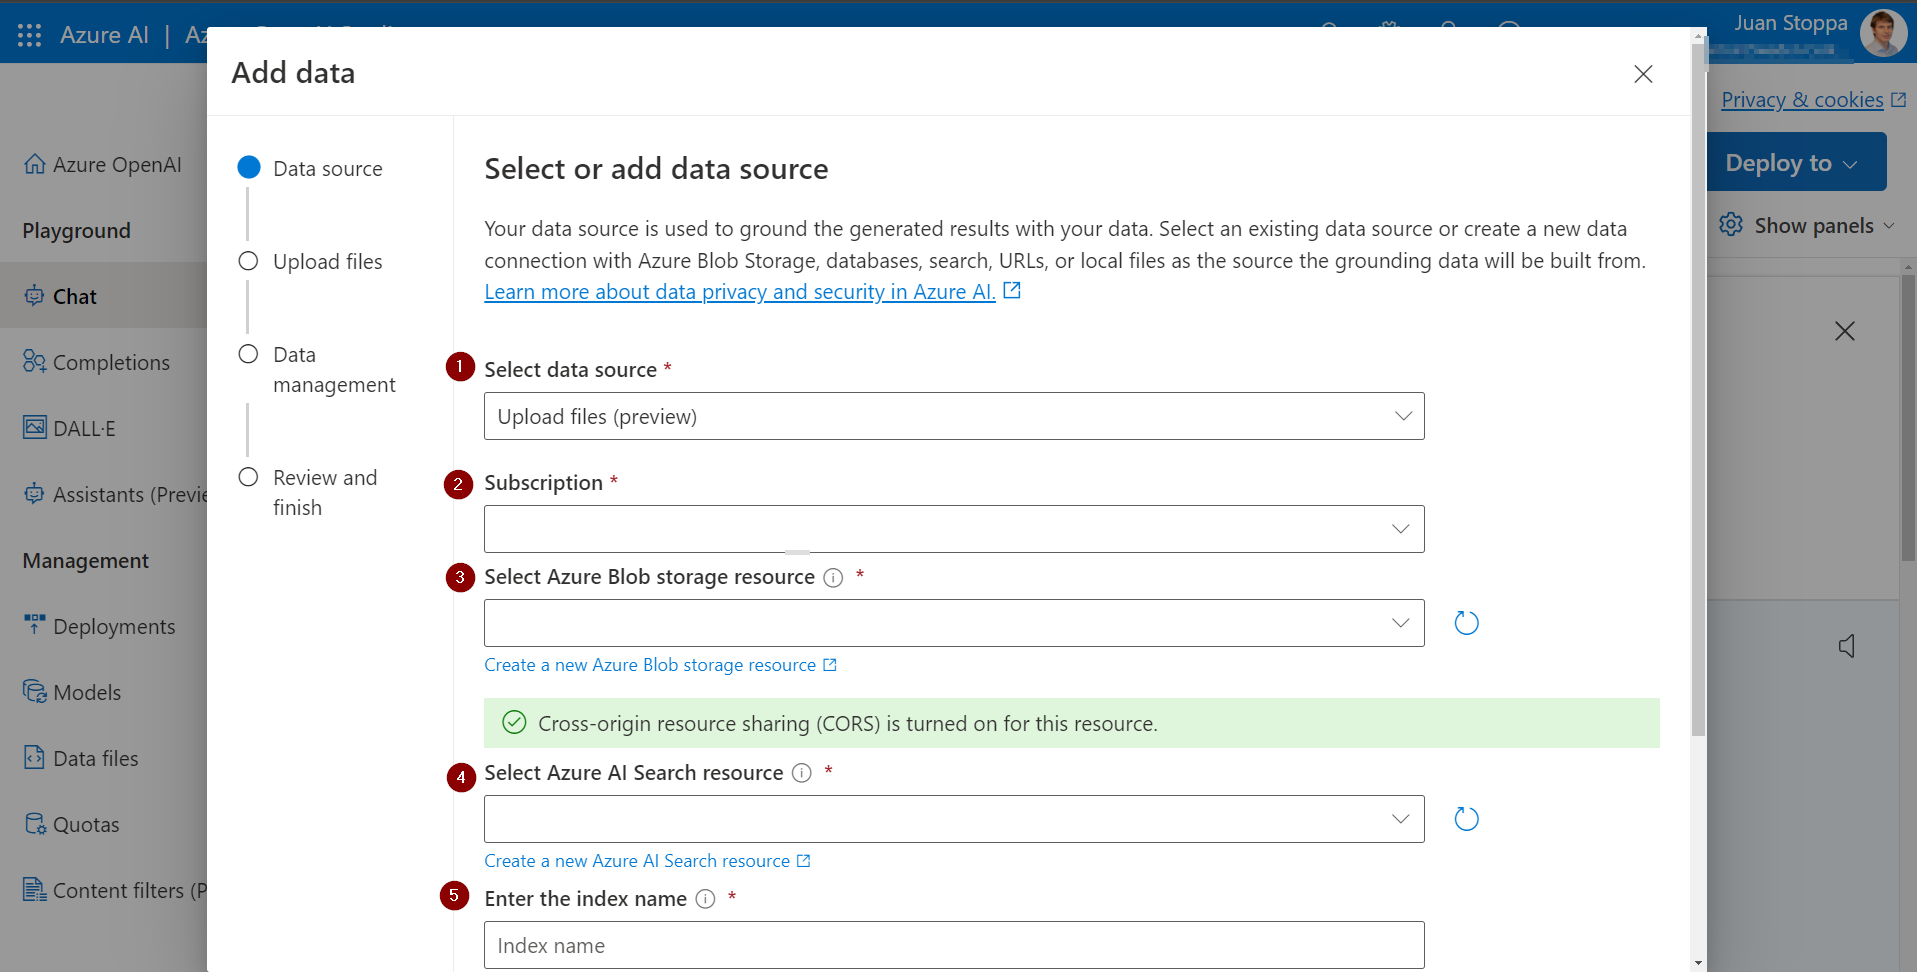 Azure AI | Az
Juan Stoppa
Add data
Privacy & cookies
Deploy to
Show panels
Azure OpenAI
Playground
Chat
Completions
DALL·E
Assistants (Previe
Management
Deployments
Models
Data files
Quotas
Content filters (P
Data source
Upload files
Data
management
Review and
finish
Select or add data source
Your data source is used to ground the generated results with your data. Select an existing data source or create a new data
connection with Azure Blob Storage, databases, search, URLs, or local files as the source the grounding data will be built from.
Learn more about data privacy and security in Azure AI.
1 Select data source *
Upload files (preview)
2 Subscription *
3 Select Azure Blob storage resource *
Create a new Azure Blob storage resource
Cross-origin resource sharing (CORS) is turned on for this resource.
4 Select Azure AI Search resource *
Create a new Azure AI Search resource
5 Enter the index name *
Index name